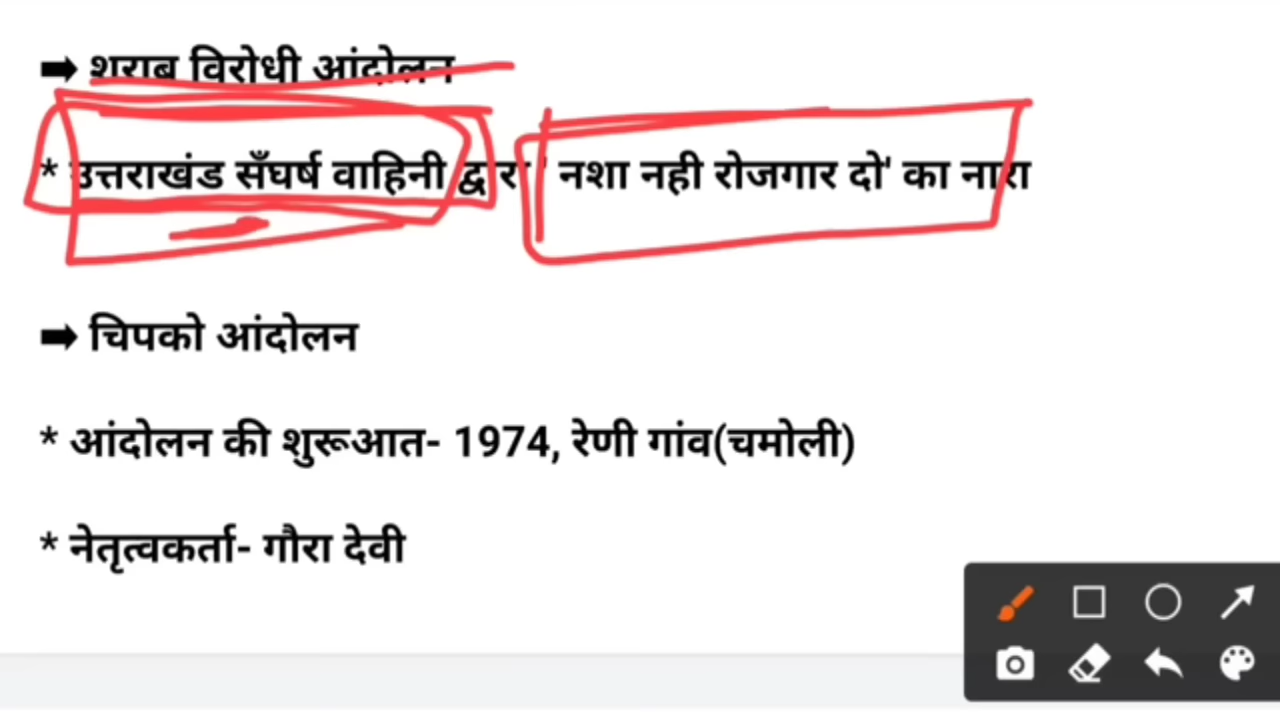 ➡ शराब विरोधी आंदोलन
* उत्तराखंड सँघर्ष वाहिनी द्वारा ' नशा नही रोजगार दो' का नारा
➡ चिपको आंदोलन
* आंदोलन की शुरूआत- 1974, रेणी गांव(चमोली)
* नेतृत्वकर्ता- गौरा देवी